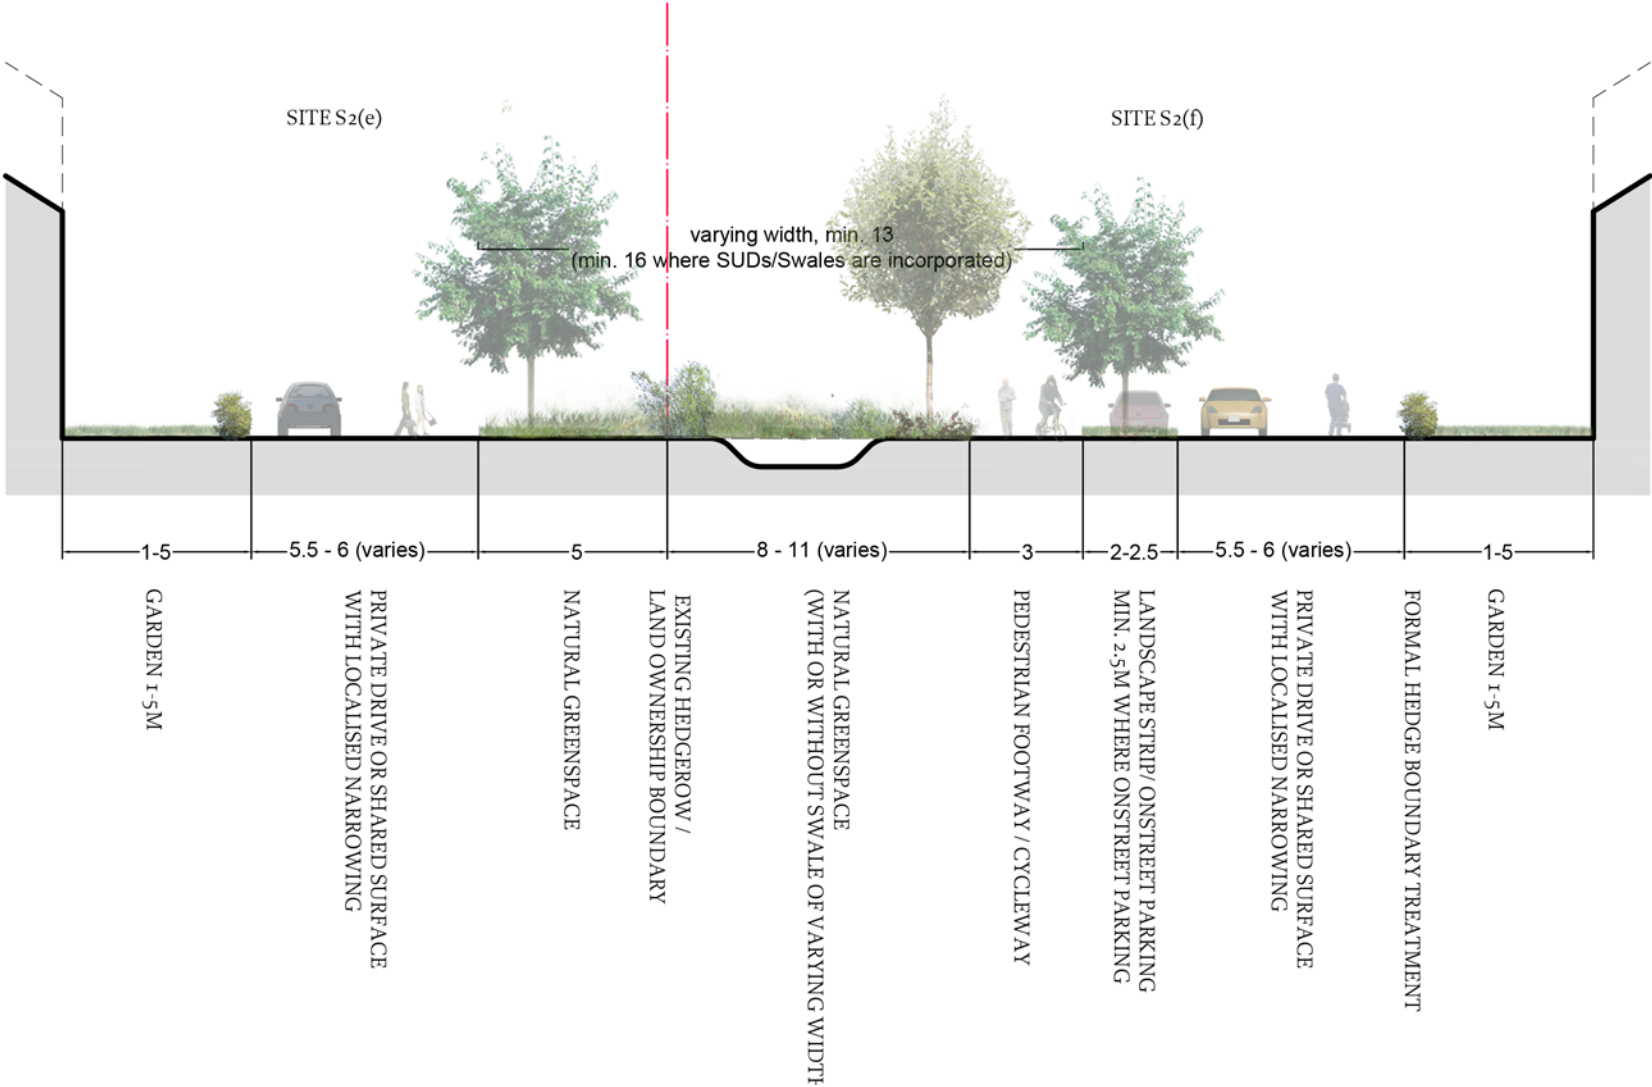 SITE S2(e)
SITE S2(f)
varying width, min. 13
(min. 16 where SUDs/Swales are incorporated)
1-5
5.5 - 6 (varies)
5
8 - 11 (varies)
3
2-2.5
5.5 - 6 (varies)
1-5
GARDEN 1-5M
PRIVATE DRIVE OR SHARED SURFACE
WITH LOCALISED NARROWING
NATURAL GREENSPACE
EXISTING HEDGEROW /
LAND OWNERSHIP BOUNDARY
NATURAL GREENSPACE
(WITH OR WITHOUT SWALE OF VARYING WIDTH
PEDESTRIAN FOOTWAY / CYCLEWAY
LANDSCAPE STRIP/ ONSTREET PARKING
MIN. 2.5M WHERE ONSTREET PARKING
PRIVATE DRIVE OR SHARED SURFACE
WITH LOCALISED NARROWING
FORMAL HEDGE BOUNDARY TREATMENT
GARDEN 1-5M